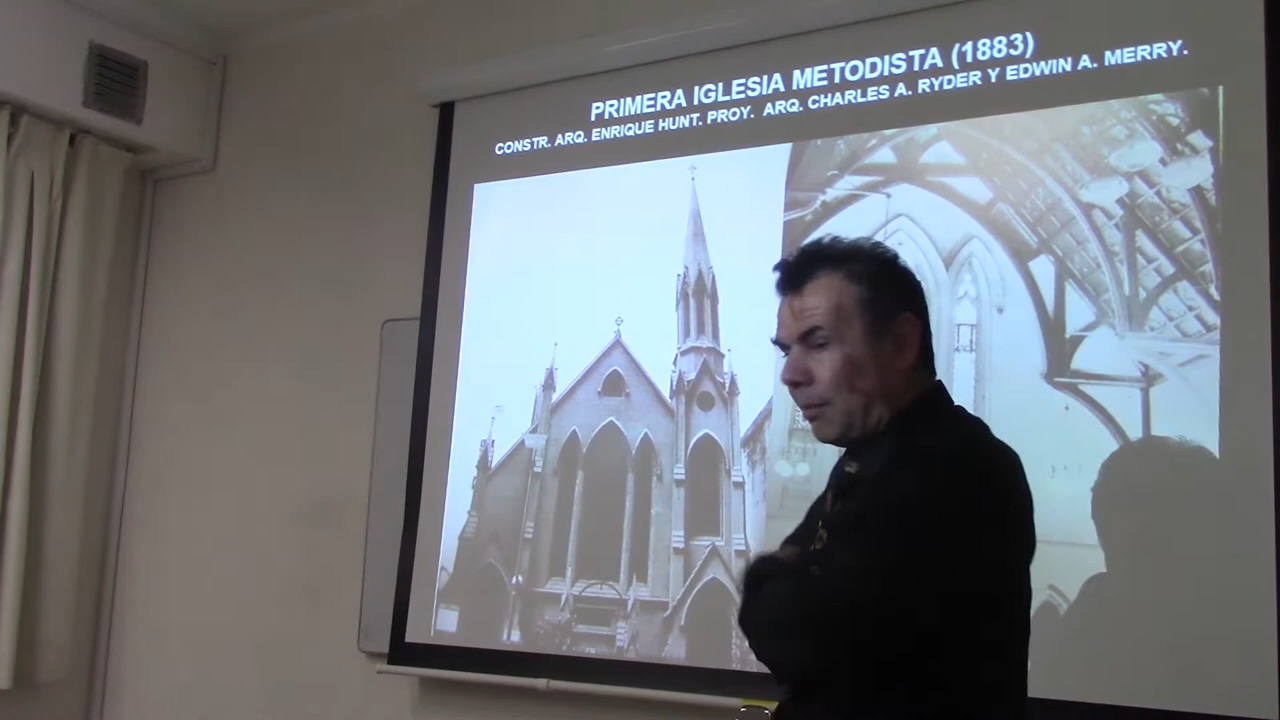 PRIMERA IGLESIA METODISTA (1883)
CONSTR. ARQ. ENRIQUE HUNT. PROY. ARQ. CHARLES A. RYDER Y EDWIN A. MERRY.